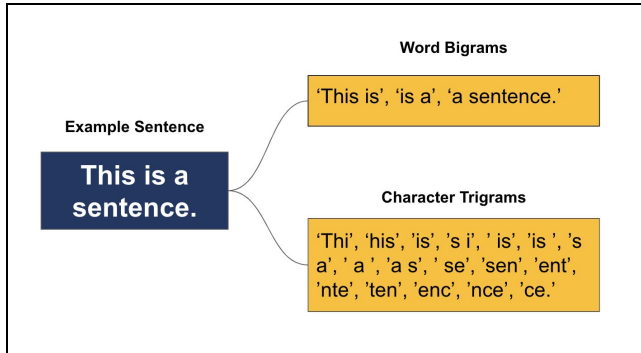 Word Bigrams
‘This is’, ‘is a’, ‘a sentence.’
Example Sentence
This is a
sentence.
Character Trigrams
‘Thi’, ‘his’, ’is’, ’s i’, ’ is’, ’is ’, ’s
a’, ’ a ’, ’a s’, ’ se’, ’sen’, ’ent’,
’nte’, ’ten’, ’enc’, ’nce’, ’ce.’